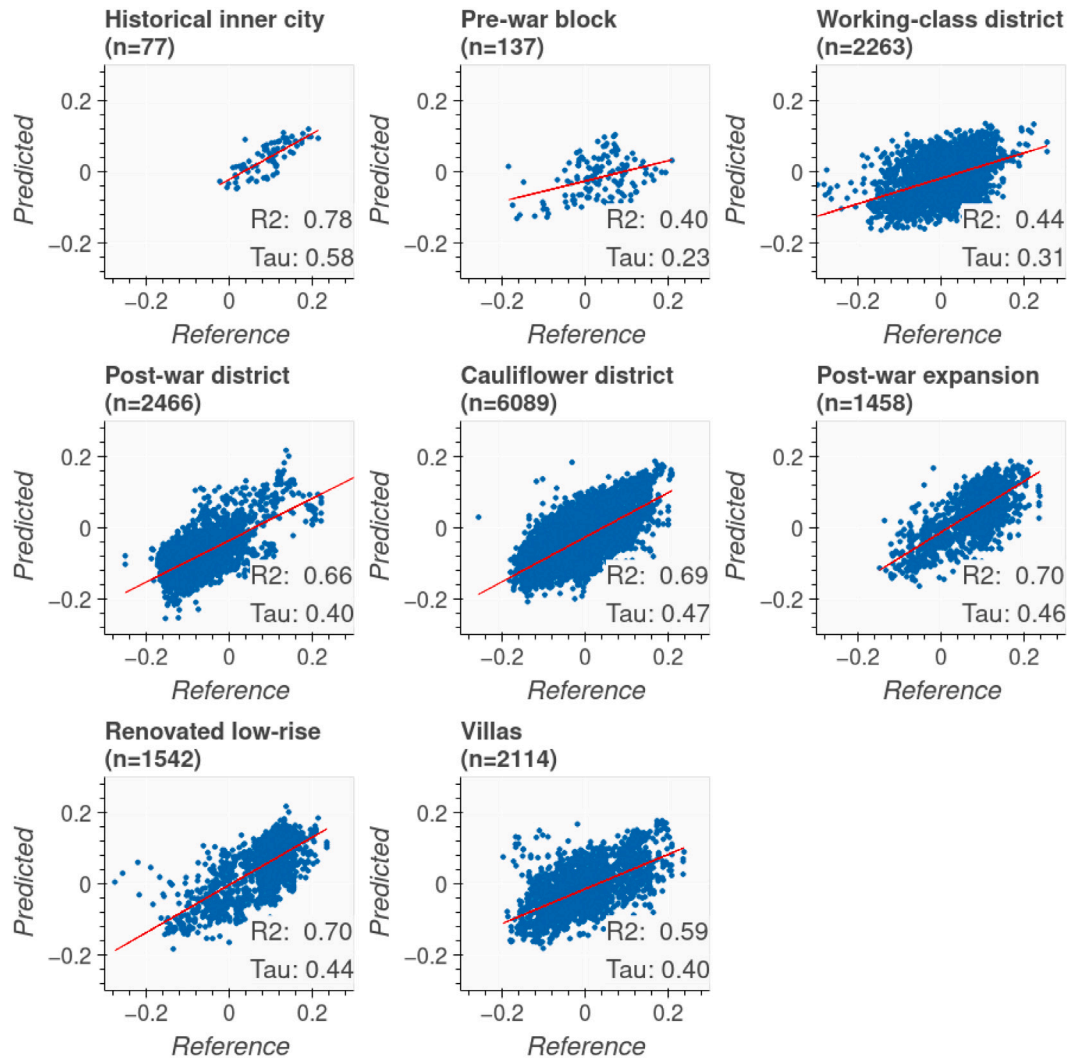 Historical inner city
(n=77)
Pre-war block
(n=137)
Working-class district
(n=2263)
Predicted
0.2
0
−0.2
R2: 0.78
Tau: 0.58
−0.2 0 0.2
Reference
Predicted
0.2
0
−0.2
R2: 0.40
Tau: 0.23
−0.2 0 0.2
Reference
Predicted
0.2
0
−0.2
R2: 0.44
Tau: 0.31
−0.2 0 0.2
Reference
Post-war district
(n=2466)
Cauliflower district
(n=6089)
Post-war expansion
(n=1458)
Predicted
0.2
0
−0.2
R2: 0.66
Tau: 0.40
−0.2 0 0.2
Reference
Predicted
0.2
0
−0.2
R2: 0.69
Tau: 0.47
−0.2 0 0.2
Reference
Predicted
0.2
0
−0.2
R2: 0.70
Tau: 0.46
−0.2 0 0.2
Reference
Renovated low-rise
(n=1542)
Villas
(n=2114)
Predicted
0.2
0
−0.2
R2: 0.70
Tau: 0.44
−0.2 0 0.2
Reference
Predicted
0.2
0
−0.2
R2: 0.59
Tau: 0.40
−0.2 0 0.2
Reference